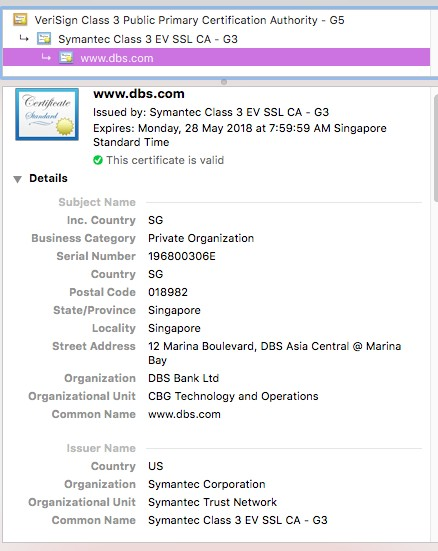 VeriSign Class 3 Public Primary Certification Authority - G5
Symantec Class 3 EV SSL CA - G3
www.dbs.com
Certificate
Standard
www.dbs.com
Issued by: Symantec Class 3 EV SSL CA - G3
Expires: Monday, 28 May 2018 at 7:59:59 AM Singapore
Standard Time
This certificate is valid
Details
Subject Name
Inc. Country SG
Business Category Private Organization
Serial Number 196800306E
Country SG
Postal Code 018982
State/Province Singapore
Locality Singapore
Street Address 12 Marina Boulevard, DBS Asia Central @ Marina
Bay
Organization DBS Bank Ltd
Organizational Unit CBG Technology and Operations
Common Name www.dbs.com
Issuer Name
Country US
Organization Symantec Corporation
Organizational Unit Symantec Trust Network
Common Name Symantec Class 3 EV SSL CA - G3